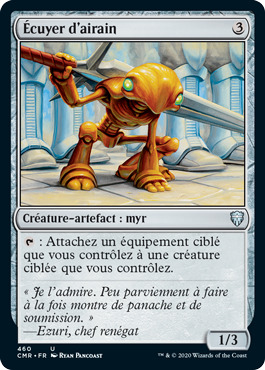 Écuyer d'airain 3
Créature-artefact : myr
: Attachez un équipement ciblé
que vous contrôlez à une créature
ciblée que vous contrôlez.
« Je l'admire. Peu parviennent à faire
à la fois montre de panache et de
soumission. »
—Ezuri, chef renégat
1/3
460 U
CMR • FR Ryan Pancoast
™ & © 2020 Wizards of the Coast